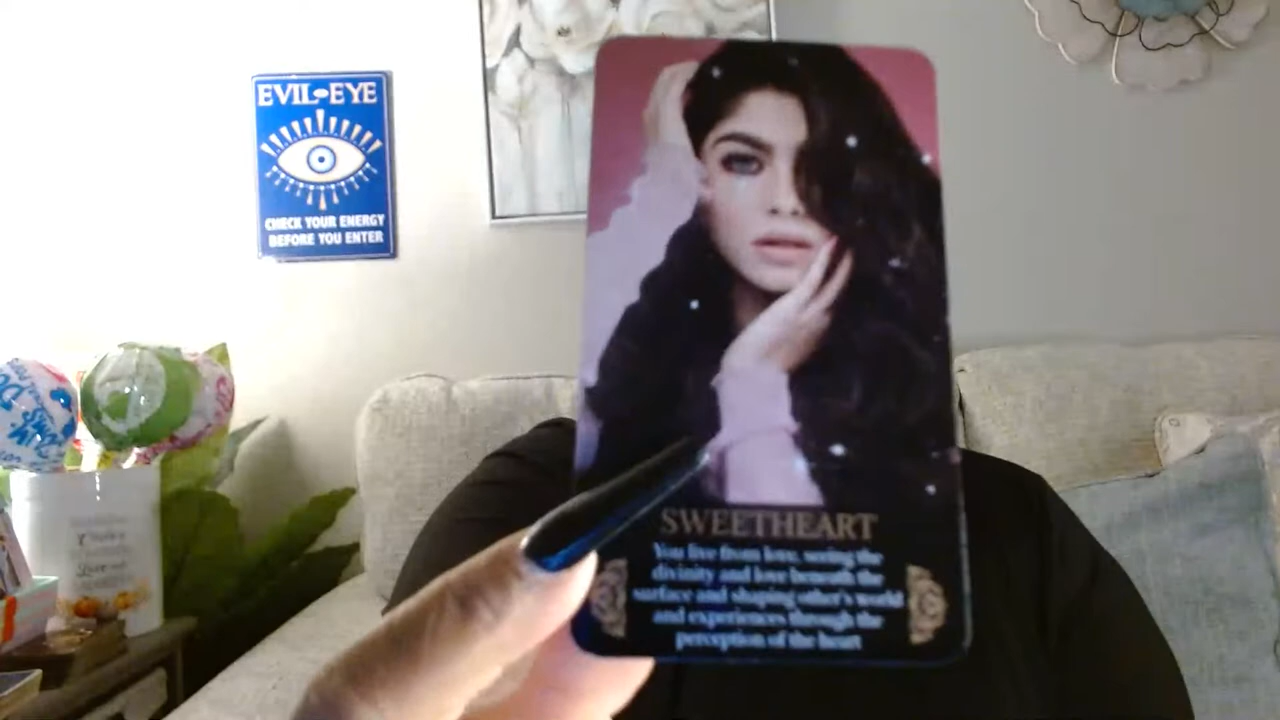 EVIL EYE
CHECK YOUR ENERGY
BEFORE YOU ENTER
SWEETHEART
You live from love, seeing the
divinity and love beneath the
surface and shaping other's world
and experiences through the
perception of the heart
Love